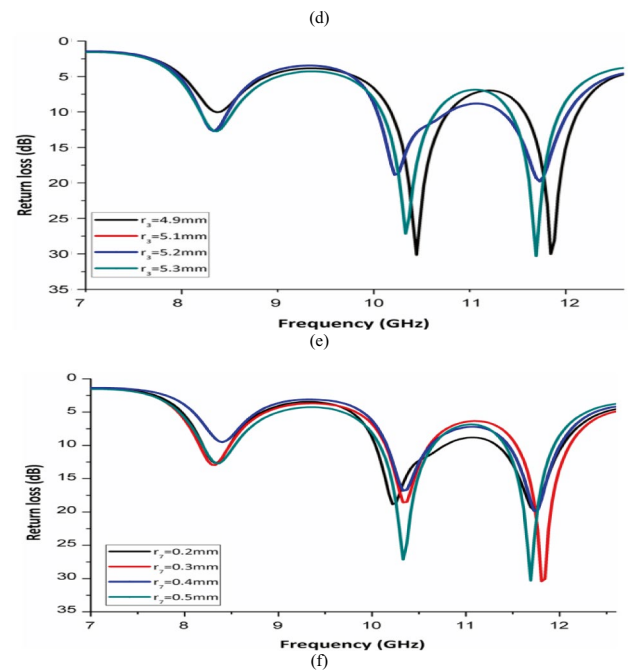 (d)
0
5
10
15
20
25
30
35
Return loss (dB)
r3=4.9mm
r3=5.1mm
r3=5.2mm
r3=5.3mm
7 8 9 10 11 12
Frequency (GHz)
(e)
0
5
10
15
20
25
30
35
Return loss (dB)
r7=0.2mm
r7=0.3mm
r7=0.4mm
r7=0.5mm
7 8 9 10 11 12
Frequency (GHz)
(f)